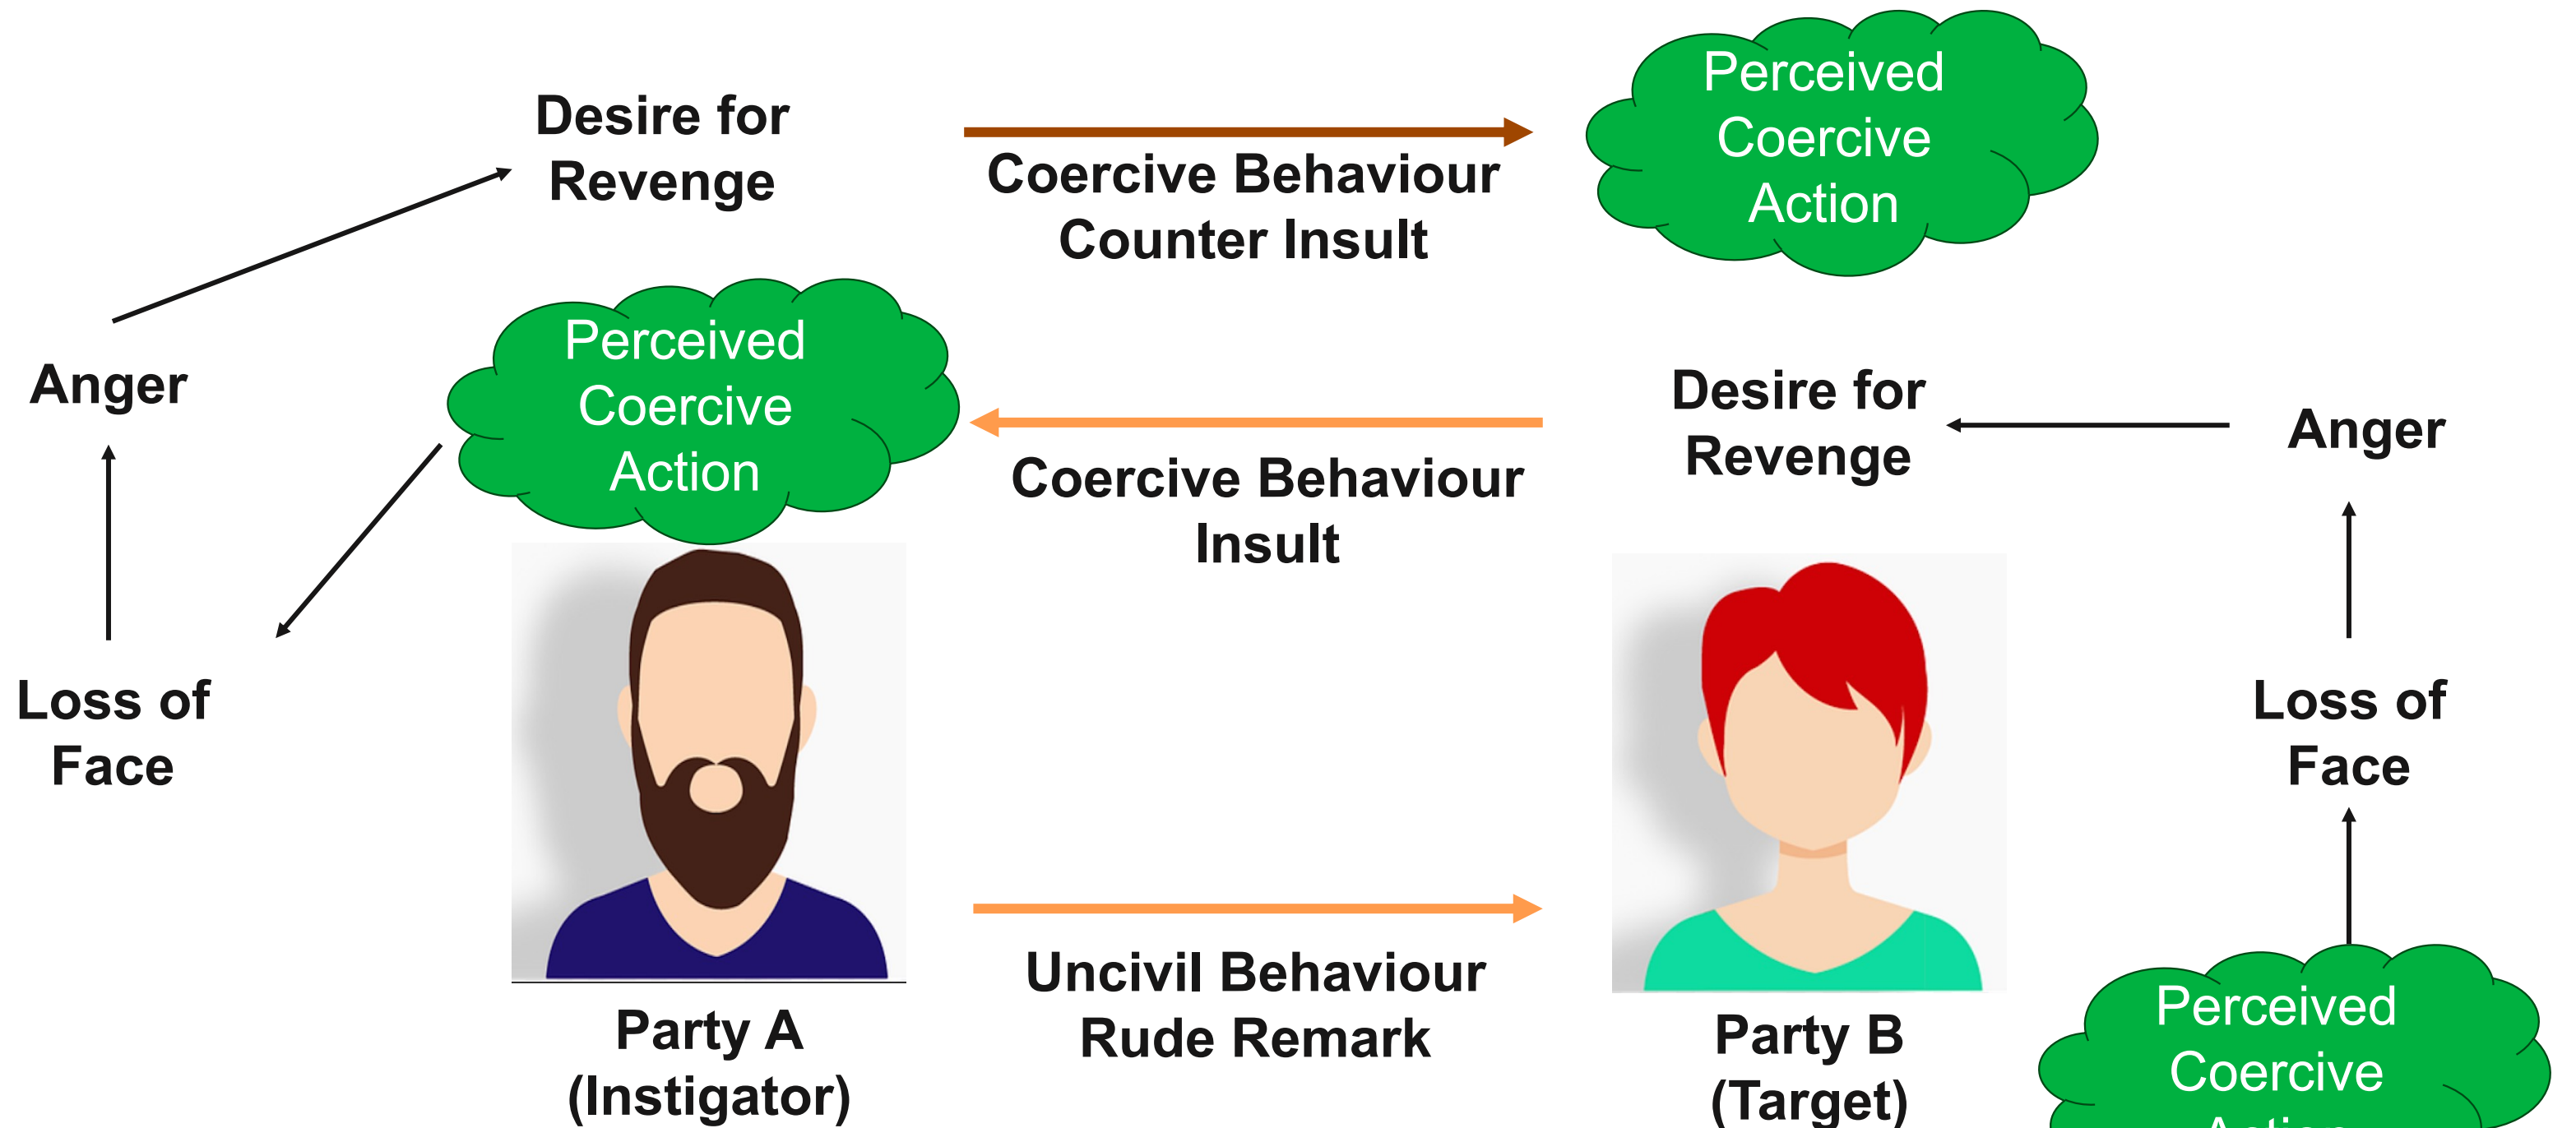 Desire for
Revenge
Coercive Behaviour
Counter Insult
Perceived
Coercive
Action
Anger
Perceived
Coercive
Action
Coercive Behaviour
Insult
Desire for
Revenge
Anger
Loss of
Face
Loss of
Face
Uncivil Behaviour
Rude Remark
Party A
(Instigator)
Party B
(Target)
Perceived
Coercive
Action